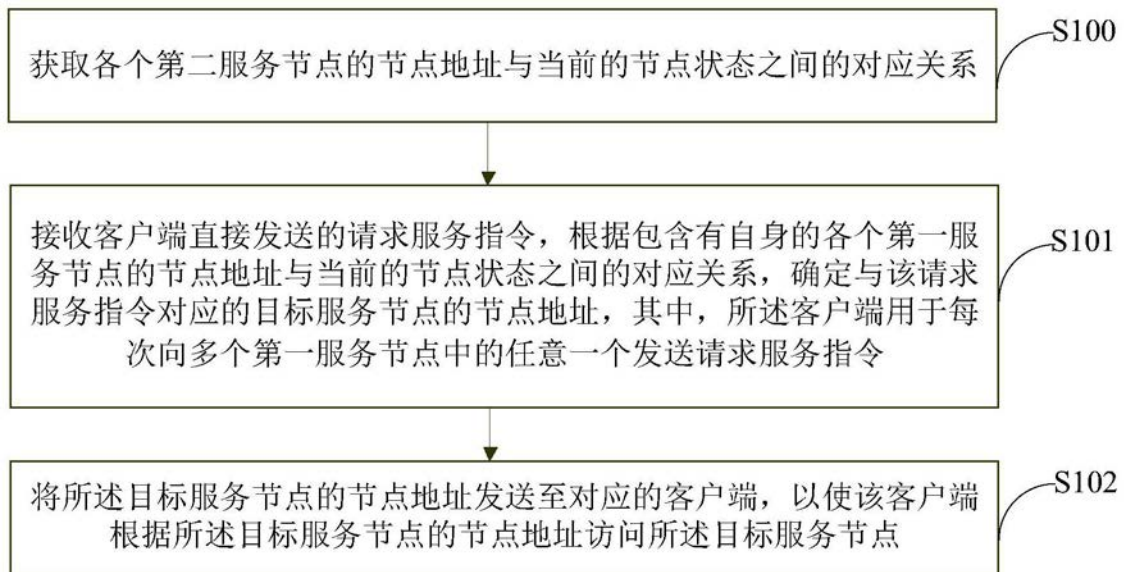 S100
获取各个第二服务节点的节点地址与当前的节点状态之间的对应关系
S101
接收客户端直接发送的请求服务指令，根据包含有自身的各个第一服
务节点的节点地址与当前的节点状态之间的对应关系，确定与该请求
服务指令对应的目标服务节点的节点地址，其中，所述客户端用于每
次向多个第一服务节点中的任意一个发送请求服务指令
S102
将所述目标服务节点的节点地址发送至对应的客户端，以使该客户端
根据所述目标服务节点的节点地址访问所述目标服务节点